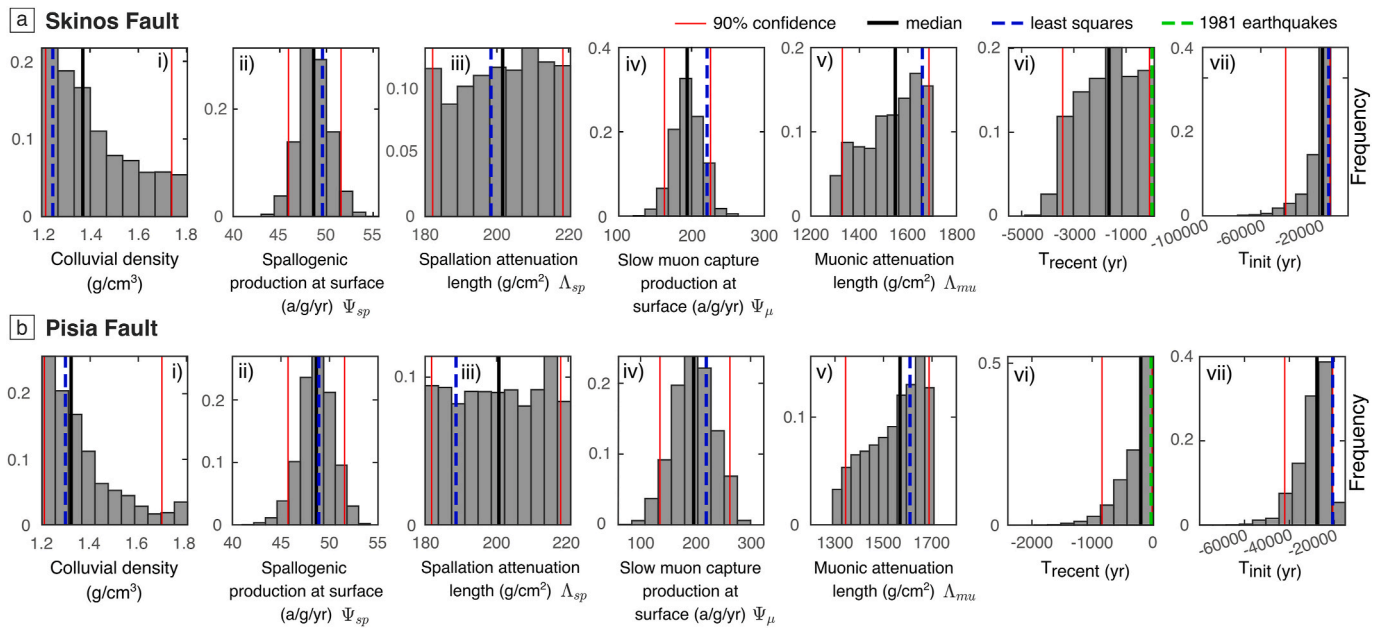 a Skinos Fault
90% confidence median least squares 1981 earthquakes
i) ii) iii) iv) v) vi) vii)
0.2
0.1
0
1.2 1.4 1.6 1.8
Colluvial density
(g/cm³)
0.2
0
40 45 50 55
Spallogenic
production at surface
(a/g/yr) Ψsp
0.10
0.05
0
180 200 220
Spallation attenuation
length (g/cm²) Λsp
0.4
0.2
0
100 200 300
Slow muon capture
production at
surface (a/g/yr) Ψμ
0.2
0.1
0
1200 1400 1600 1800
Muonic attenuation
length (g/cm²) Λmu
0.2
0.1
0
-5000 -3000 -1000
Trecent (yr)
0.4
0.2
0
-100000 -60000 -20000
Tinit (yr)
Frequency
b Pisia Fault
i) ii) iii) iv) v) vi) vii)
0.2
0.1
0
1.2 1.4 1.6 1.8
Colluvial density
(g/cm³)
0.2
0.1
0
40 45 50 55
Spallogenic
production at surface
(a/g/yr) Ψsp
0.1
0
180 200 220
Spallation attenuation
length (g/cm²) Λsp
0.2
0.1
0
100 200 300
Slow muon capture
production at
surface (a/g/yr) Ψμ
0.1
0
1300 1500 1700
Muonic attenuation
length (g/cm²) Λmu
0.5
0
-2000 -1000 0
Trecent (yr)
0.4
0.2
0
-60000 -40000 -20000
Tinit (yr)
Frequency